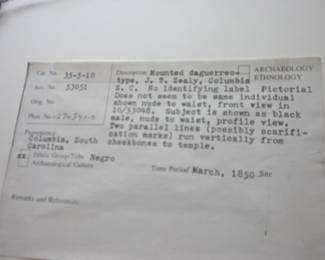 Cat. No. 35-5-10
Description Mounted daguerreo-
type, J. T. Zealy, Columbia
S. C. No identifying label
Does not seem to be same individual
shown nude to waist, front view in
10/53048. Subject is shown as black
male, nude to waist, profile view.
Two parallel lines (possibly scarifi-
cation marks) run vertically from
cheekbones to temple.
ARCHAEOLOGY
ETHNOLOGY
Pictorial
Acc. No. 53051
Orig. No.
Phot. No.
Provenience
Columbia, South
Carolina
Ethnic Group/Tribe Negro
Archaeological Culture
Time Period March, 1850
Site
Remarks and References